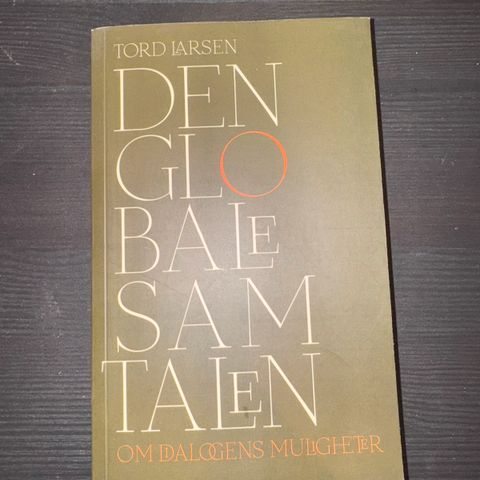 TORD LARSEN
DEN
GLO
BALE
SAM
TALEN
OM DIALOGENS MULIGHETER